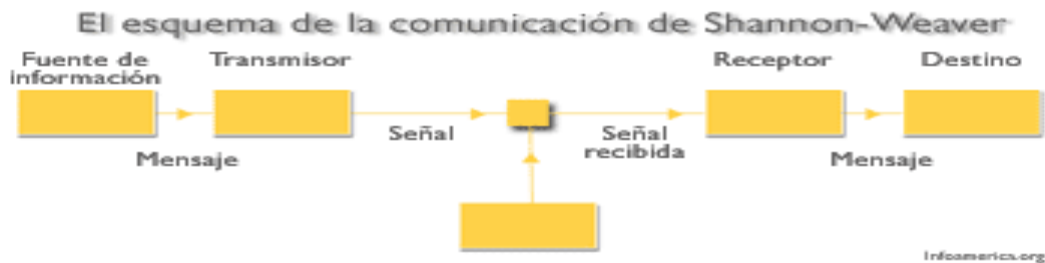 El esquema de la comunicación de Shannon-Weaver
Fuente de
información
Transmisor
Receptor
Destino
Señal
Señal
recibida
Mensaje
Mensaje
Infoamerica.org